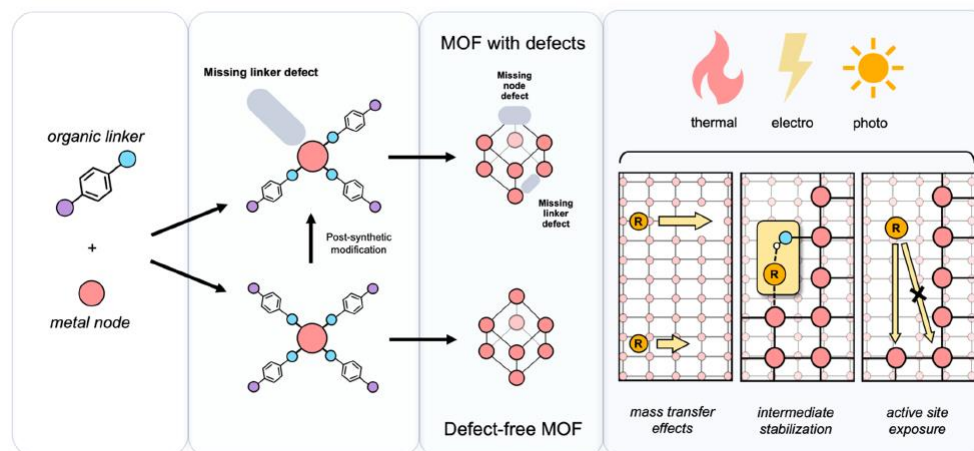 organic linker
+
metal node
Missing linker defect
Post-synthetic
modification
MOF with defects
Missing
node
defect
Missing
linker
defect
Defect-free MOF
thermal
electro
photo
R
R
R
R
mass transfer
effects
intermediate
stabilization
active site
exposure